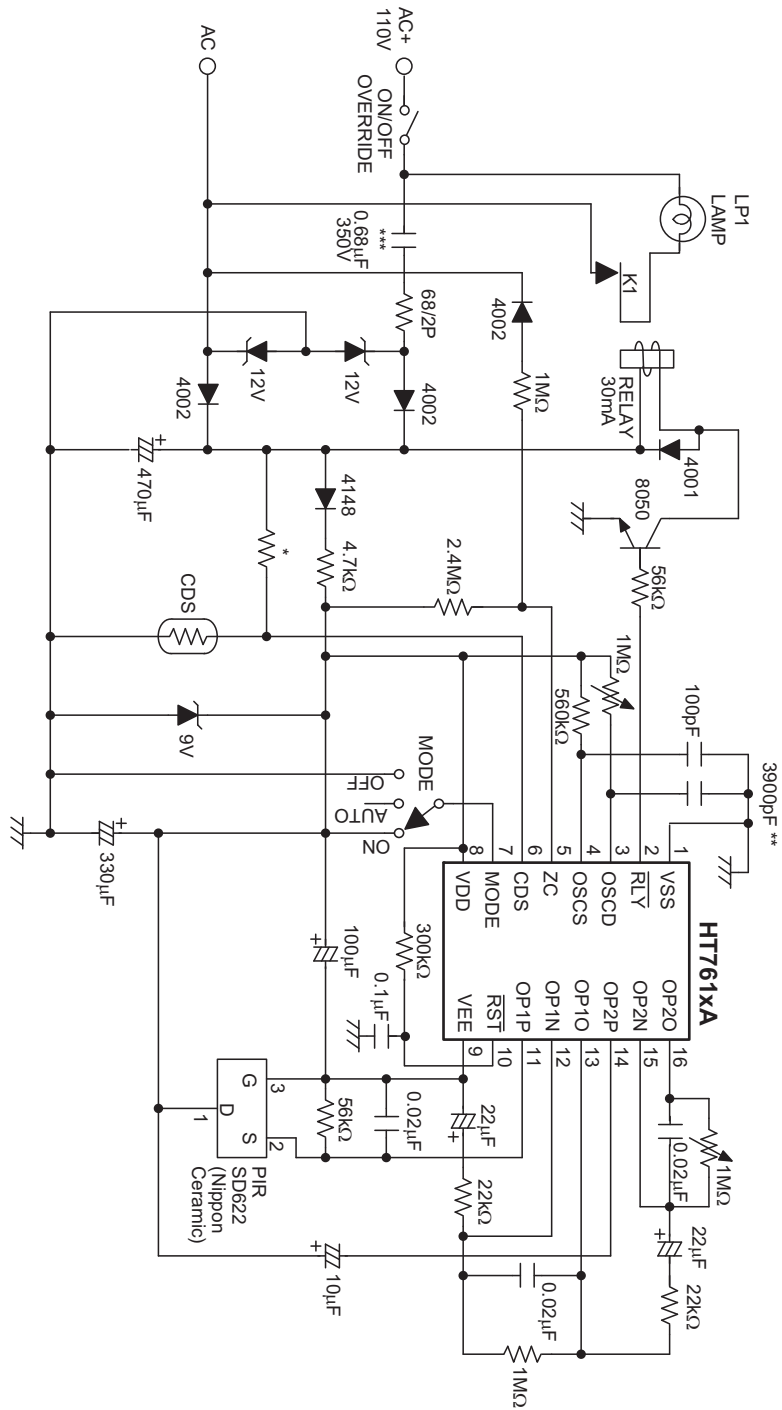 AC+
110V
AC
ON/OFF
OVERRIDE
LP1
LAMP
K1
***
0.68µF
350V
68/2P
4002
1MΩ
12V
12V
4002
4002
RELAY
30mA
4001
8050
56kΩ
+
470µF
*
4148
4.7kΩ
2.4MΩ
CDS
9V
1MΩ
560kΩ
100pF
3900pF **
MODE
OFF
AUTO
ON
+
330µF
HT761xA
1
VSS
2
RLY
3
OSCD
4
OSCS
5
ZC
6
CDS
7
MODE
8
VDD
OP2O
16
OP2N
15
OP2P
14
OP1O
13
OP1N
12
OP1P
11
RST
10
VEE
9
300kΩ
0.1µF
100µF
+
G
3
D
1
S
2
PIR
SD622
(Nippon
Ceramic)
56kΩ
0.02µF
22µF
+
22kΩ
10µF
+
0.02µF
1MΩ
1MΩ
0.02µF
22µF
+
22kΩ